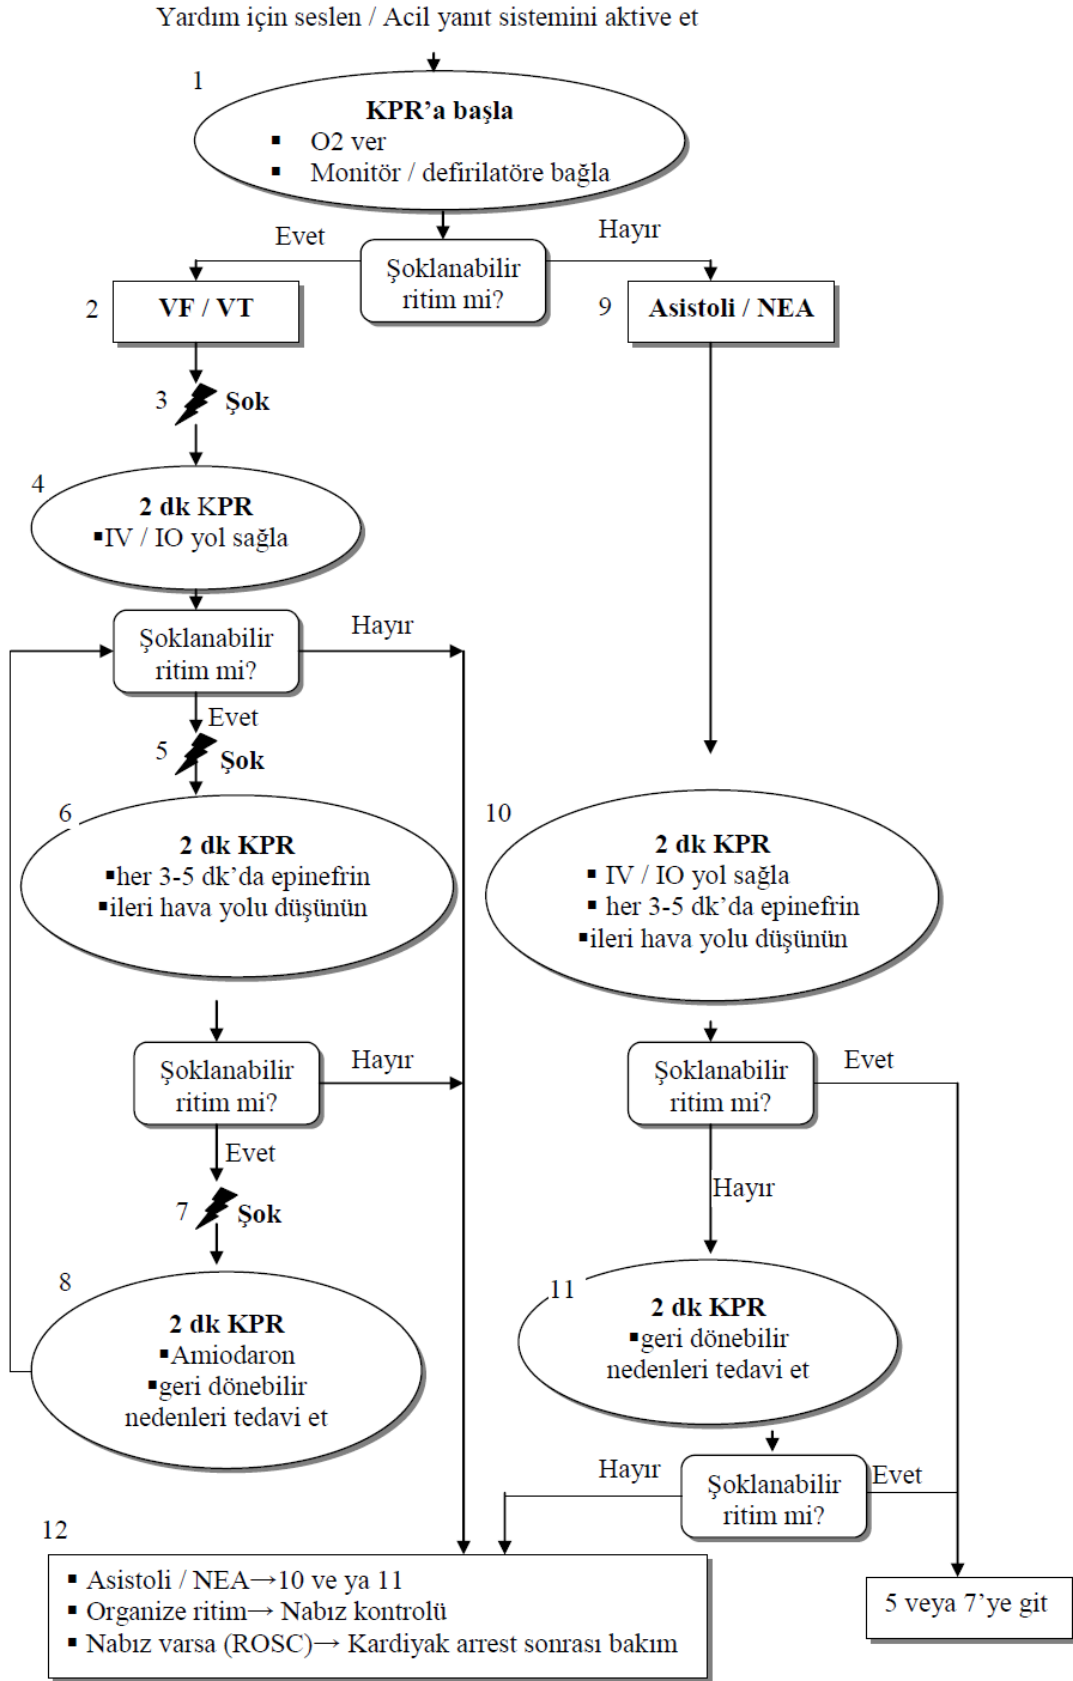 Yardım için seslen / Acil yanıt sistemini aktive et
1
KPR’a başla
▪ O2 ver
▪ Monitör / defirilatöre bağla
Evet
Hayır
Şoklanabilir
ritim mi?
2
VF / VT
9
Asistoli / NEA
3
Şok
4
2 dk KPR
▪IV / IO yol sağla
Şoklanabilir
ritim mi?
Hayır
Evet
5
Şok
6
2 dk KPR
▪her 3-5 dk’da epinefrin
▪ileri hava yolu düşünün
10
2 dk KPR
▪ IV / IO yol sağla
▪ her 3-5 dk’da epinefrin
▪ileri hava yolu düşünün
Şoklanabilir
ritim mi?
Hayır
Evet
Şoklanabilir
ritim mi?
Evet
Hayır
7
Şok
8
2 dk KPR
▪Amiodaron
▪geri dönebilir
nedenleri tedavi et
11
2 dk KPR
▪geri dönebilir
nedenleri tedavi et
Hayır
Şoklanabilir
ritim mi?
Evet
12
▪ Asistoli / NEA→10 ve ya 11
▪ Organize ritim→ Nabız kontrolü
▪ Nabız varsa (ROSC)→ Kardiyak arrest sonrası bakım
5 veya 7’ye git